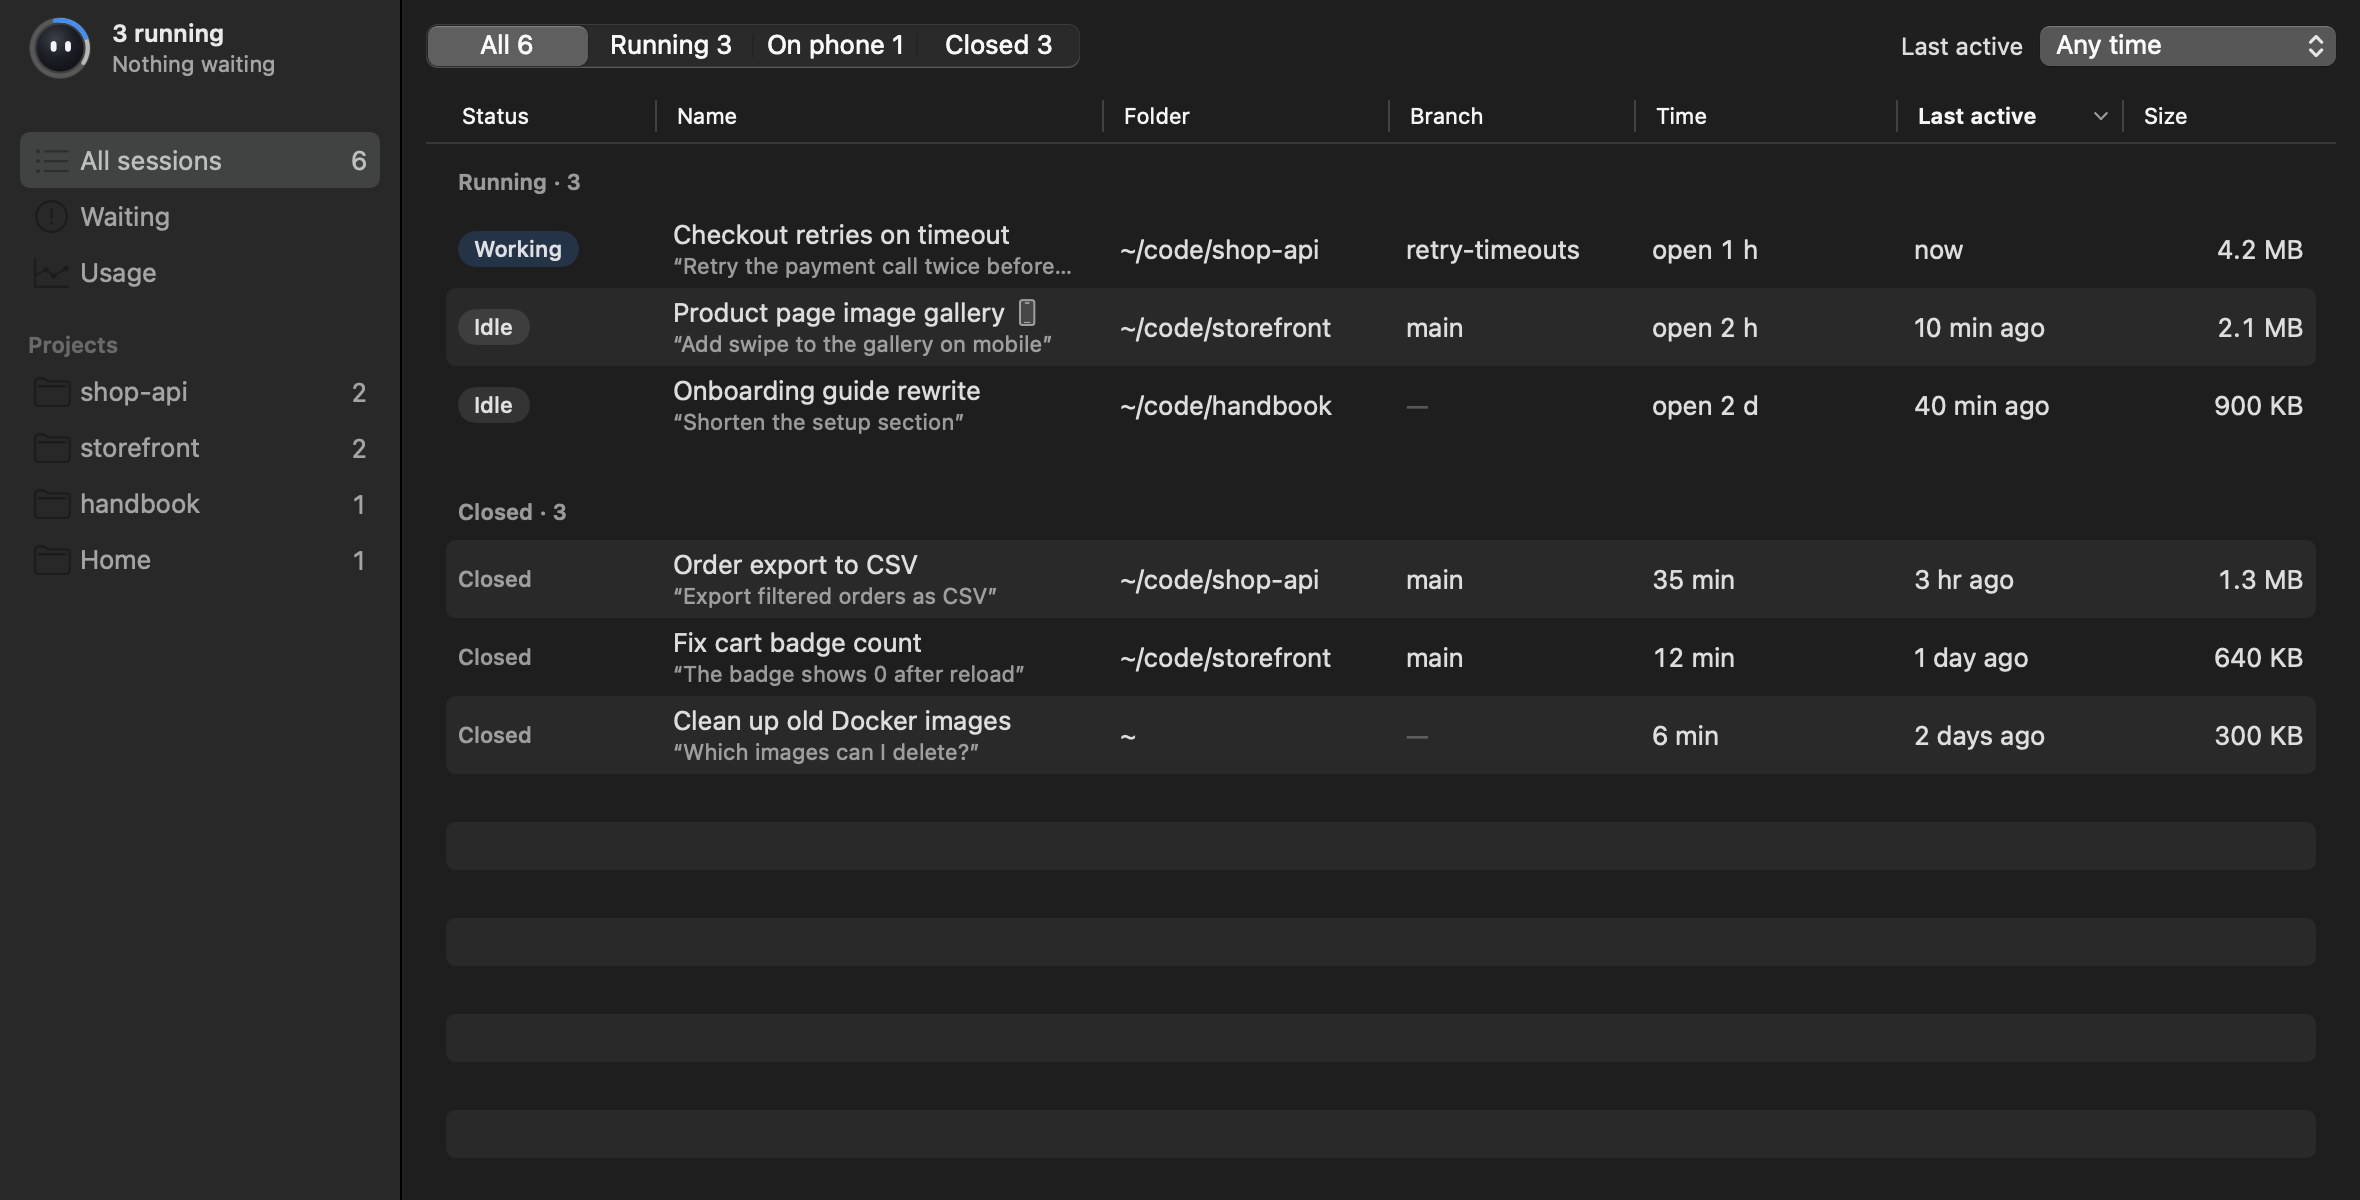 3 running
Nothing waiting
All sessions 6
Waiting
Usage
Projects
shop-api 2
storefront 2
handbook 1
Home 1
All 6 Running 3 On phone 1 Closed 3
Last active Any time
Status Name Folder Branch Time Last active Size
Running · 3
Working Checkout retries on timeout ~/code/shop-api retry-timeouts open 1 h now 4.2 MB
“Retry the payment call twice before…
Idle Product page image gallery ~/code/storefront main open 2 h 10 min ago 2.1 MB
“Add swipe to the gallery on mobile”
Idle Onboarding guide rewrite ~/code/handbook — open 2 d 40 min ago 900 KB
“Shorten the setup section”
Closed · 3
Closed Order export to CSV ~/code/shop-api main 35 min 3 hr ago 1.3 MB
“Export filtered orders as CSV”
Closed Fix cart badge count ~/code/storefront main 12 min 1 day ago 640 KB
“The badge shows 0 after reload”
Closed Clean up old Docker images ~ — 6 min 2 days ago 300 KB
“Which images can I delete?”